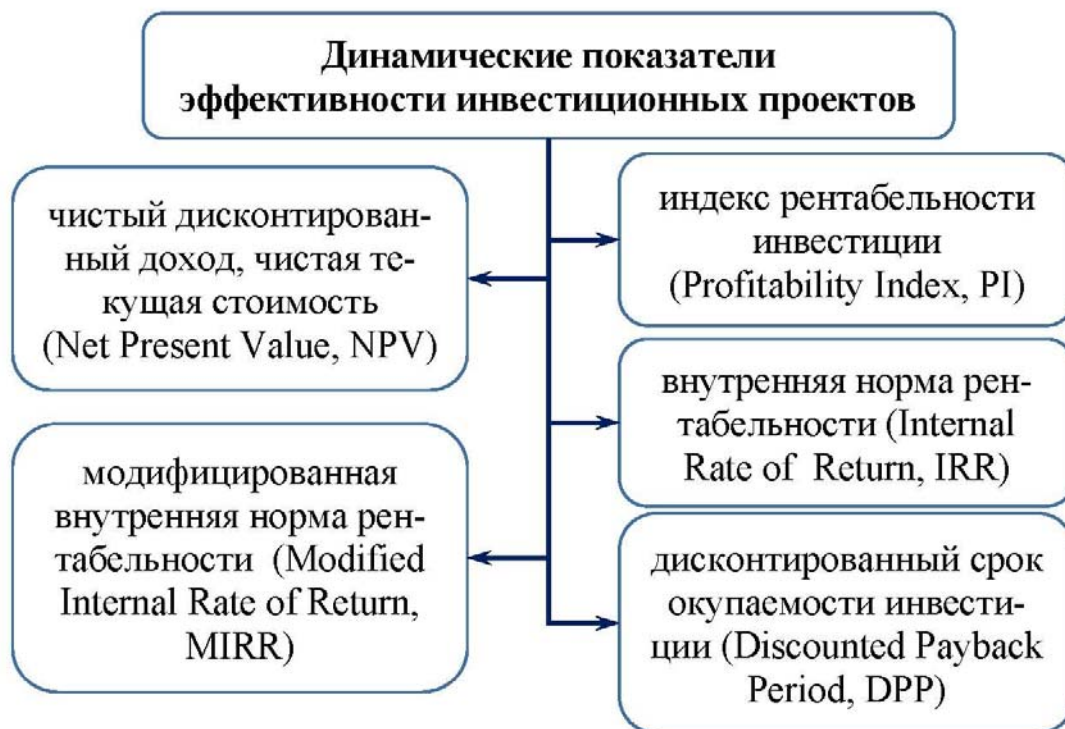 Динамические показатели
эффективности инвестиционных проектов
чистый дисконтирован-
ный доход, чистая те-
кущая стоимость
(Net Present Value, NPV)
индекс рентабельности
инвестиции
(Profitability Index, PI)
модифицированная
внутренняя норма рен-
табельности (Modified
Internal Rate of Return,
MIRR)
внутренняя норма рен-
табельности (Internal
Rate of Return, IRR)
дисконтированный срок
окупаемости инвести-
ции (Discounted Payback
Period, DPP)